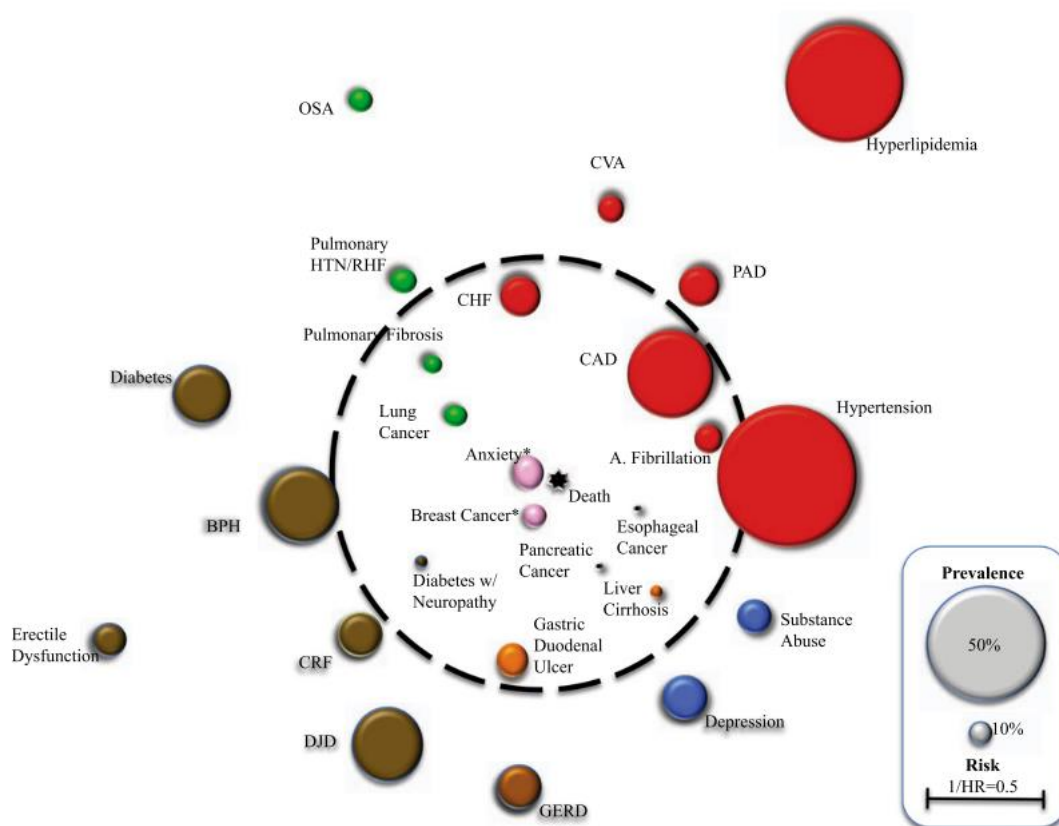 OSA
Hyperlipidemia
CVA
Pulmonary
HTN/RHF
PAD
CHF
Pulmonary Fibrosis
CAD
Diabetes
Lung
Cancer
Hypertension
Anxiety*
A. Fibrillation
Death
Breast Cancer*
BPH
Esophageal
Cancer
Pancreatic
Cancer
Diabetes w/
Neuropathy
Liver
Cirrhosis
Gastric
Duodenal
Ulcer
Substance
Abuse
Erectile
Dysfunction
CRF
Depression
DJD
GERD
Prevalence
50%
10%
Risk
1/HR=0.5